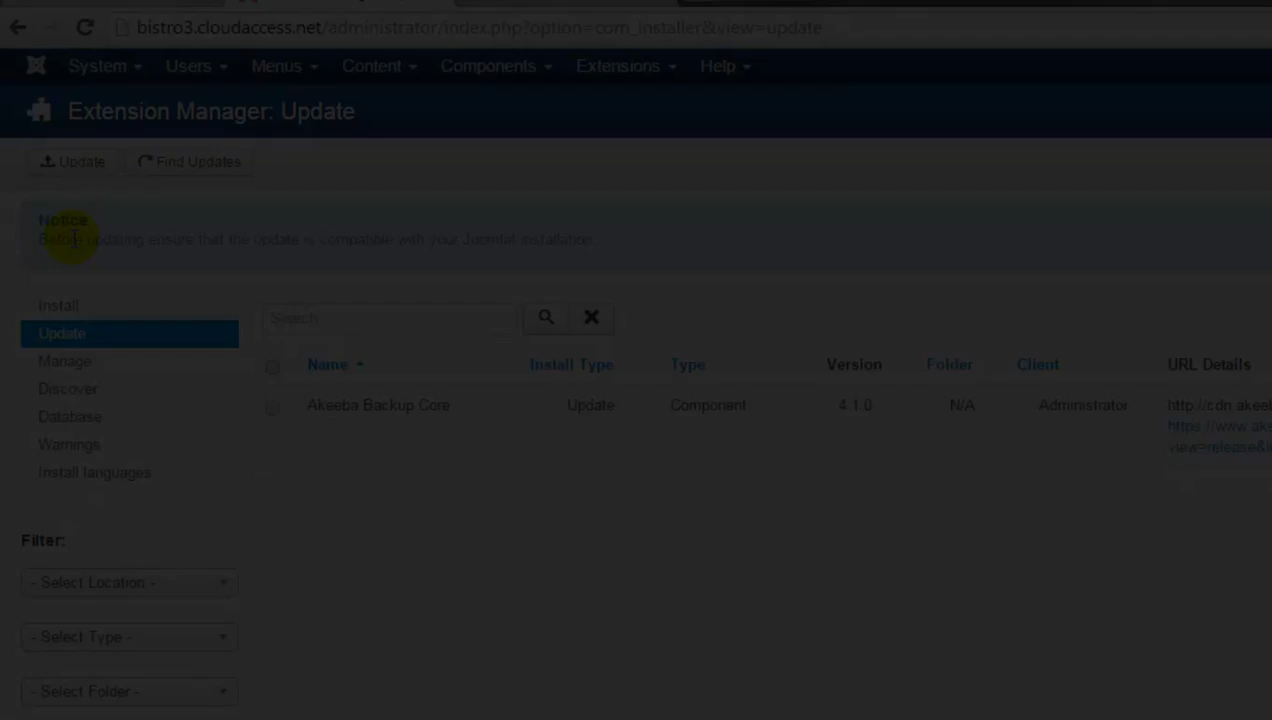 bistro3.cloudaccess.net/administrator/index.php?option=com_installer&view=update
System Users Menus Content Components Extensions Help
Extension Manager: Update
Update Find Updates
Notice
Before updating ensure that the update is compatible with your Joomla! installation.
Install
Update
Manage
Discover
Database
Warnings
Install languages
Search
Name Install Type Type Version Folder Client URL Details
Akeeba Backup Core Update Component 4.1.0 N/A Administrator http://cdn.akeeb
https://www.ake
view=release&i
Filter:
- Select Location -
- Select Type -
- Select Folder -